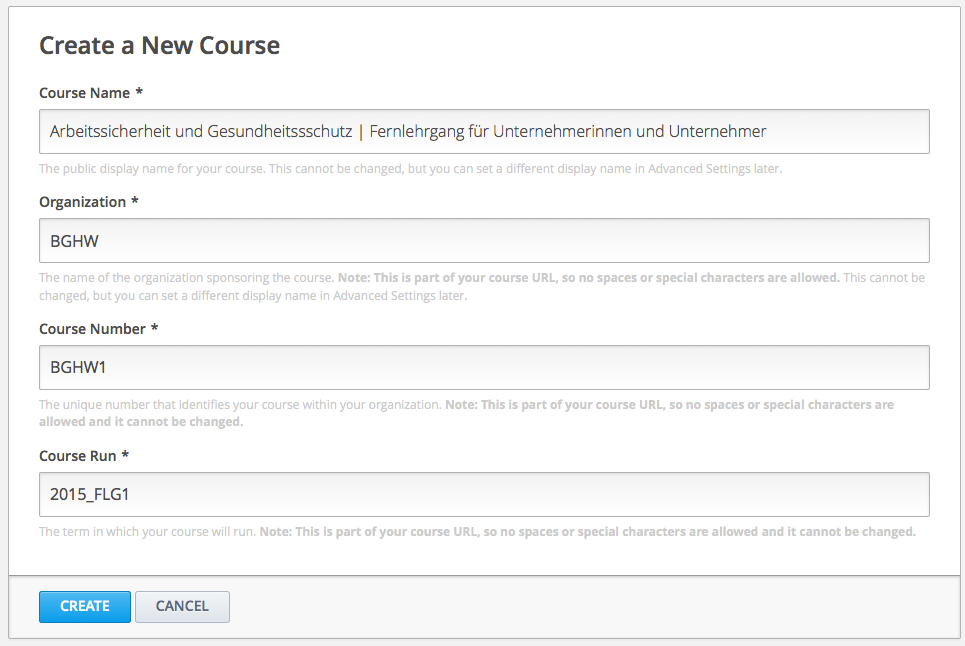 Create a New Course
Course Name *
Arbeitssicherheit und Gesundheitssschutz | Fernlehrgang für Unternehmerinnen und Unternehmer
The public display name for your course. This cannot be changed, but you can set a different display name in Advanced Settings later.
Organization *
BGHW
The name of the organization sponsoring the course. Note: This is part of your course URL, so no spaces or special characters are allowed. This cannot be
changed, but you can set a different display name in Advanced Settings later.
Course Number *
BGHW1
The unique number that identifies your course within your organization. Note: This is part of your course URL, so no spaces or special characters are
allowed and it cannot be changed.
Course Run *
2015_FLG1
The term in which your course will run. Note: This is part of your course URL, so no spaces or special characters are allowed and it cannot be changed.
CREATE CANCEL